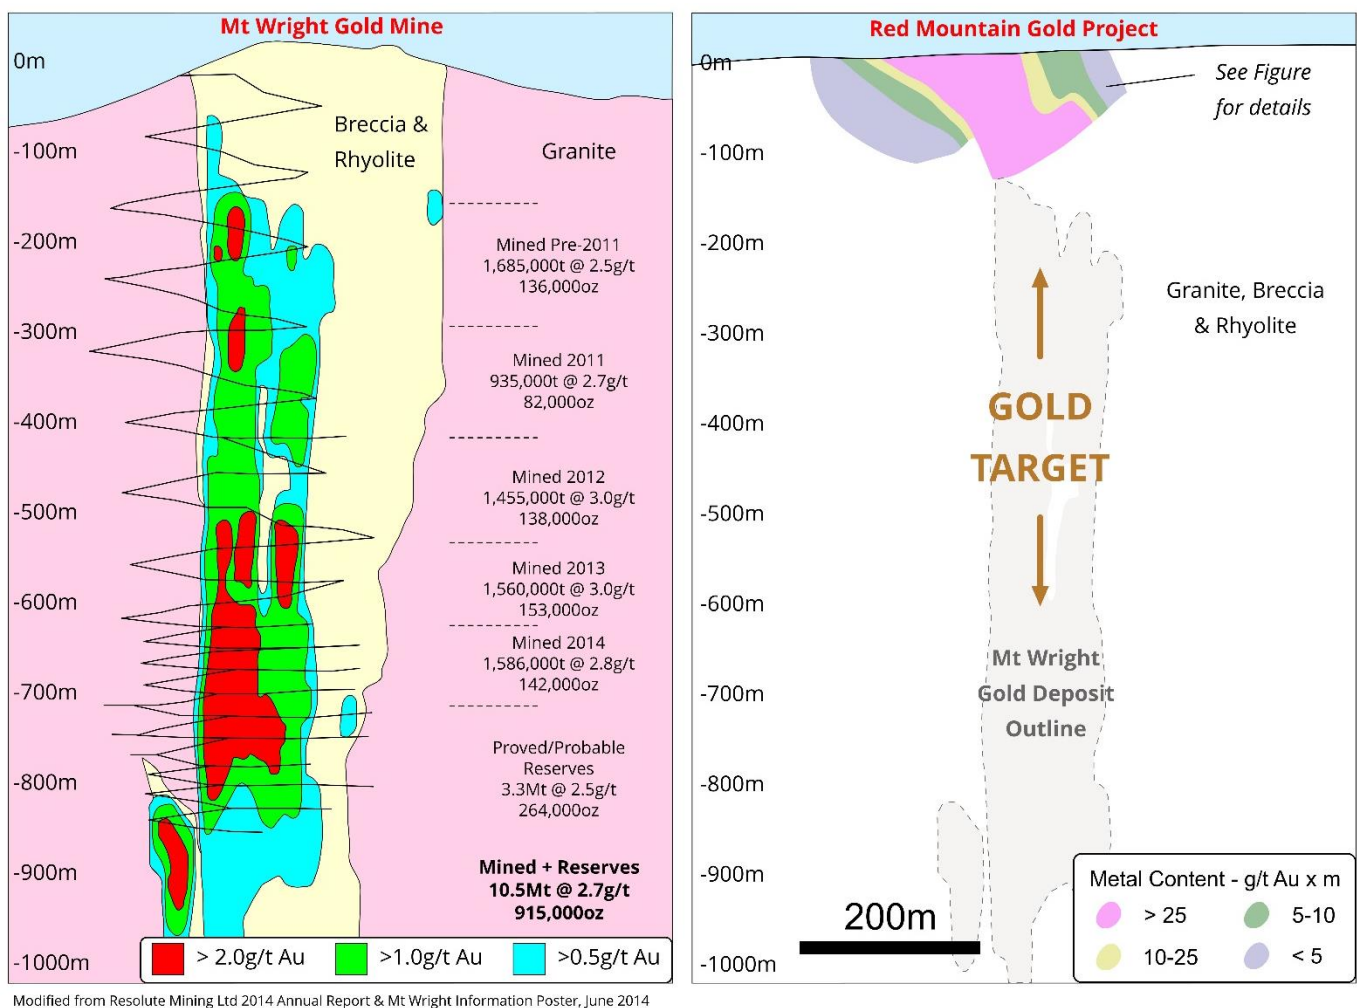 Mt Wright Gold Mine
0m
-100m
-200m
-300m
-400m
-500m
-600m
-700m
-800m
-900m
-1000m
Breccia &
Rhyolite
Granite
Mined Pre-2011
1,685,000t @ 2.5g/t
136,000oz
Mined 2011
935,000t @ 2.7g/t
82,000oz
Mined 2012
1,455,000t @ 3.0g/t
138,000oz
Mined 2013
1,560,000t @ 3.0g/t
153,000oz
Mined 2014
1,586,000t @ 2.8g/t
142,000oz
Proved/Probable
Reserves
3.3Mt @ 2.5g/t
264,000oz
Mined + Reserves
10.5Mt @ 2.7g/t
915,000oz
> 2.0g/t Au
>1.0g/t Au
>0.5g/t Au
Modified from Resolute Mining Ltd 2014 Annual Report & Mt Wright Information Poster, June 2014
Red Mountain Gold Project
0m
-100m
-200m
-300m
-400m
-500m
-600m
-700m
-800m
-900m
-1000m
See Figure
for details
Granite, Breccia
& Rhyolite
GOLD
TARGET
Mt Wright
Gold Deposit
Outline
200m
Metal Content - g/t Au x m
> 25
5-10
10-25
< 5